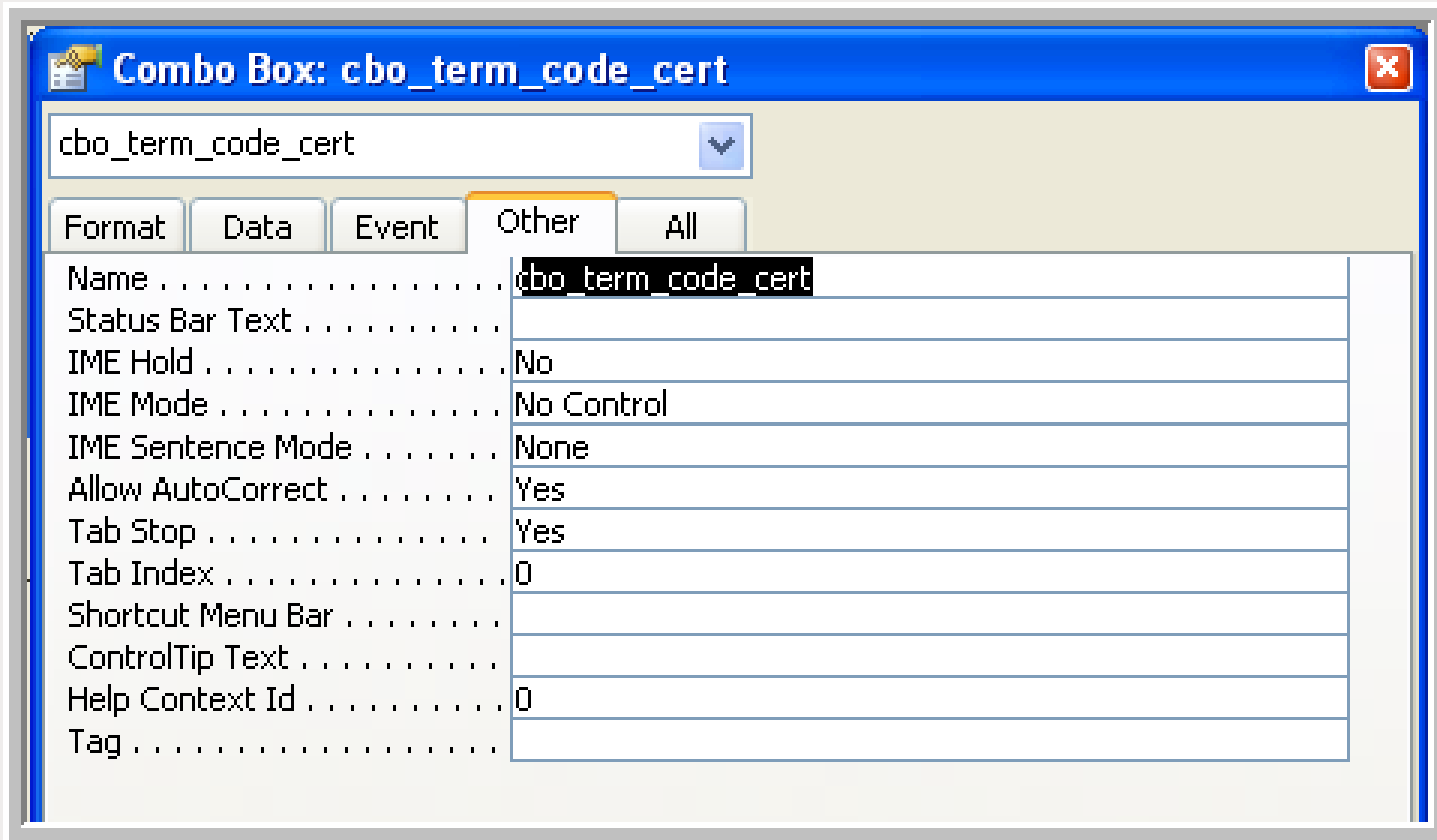 Combo Box: cbo_term_code_cert
cbo_term_code_cert
Format Data Event Other All
Name . . . . . . . . . . . . . . . . . cbo_term_code_cert
Status Bar Text . . . . . . . . . .
IME Hold . . . . . . . . . . . . . . . No
IME Mode . . . . . . . . . . . . . . No Control
IME Sentence Mode . . . . . . . None
Allow AutoCorrect . . . . . . . . Yes
Tab Stop . . . . . . . . . . . . . . Yes
Tab Index . . . . . . . . . . . . . . 0
Shortcut Menu Bar . . . . . . . .
ControlTip Text . . . . . . . . . .
Help Context Id . . . . . . . . . . 0
Tag . . . . . . . . . . . . . . . . . .